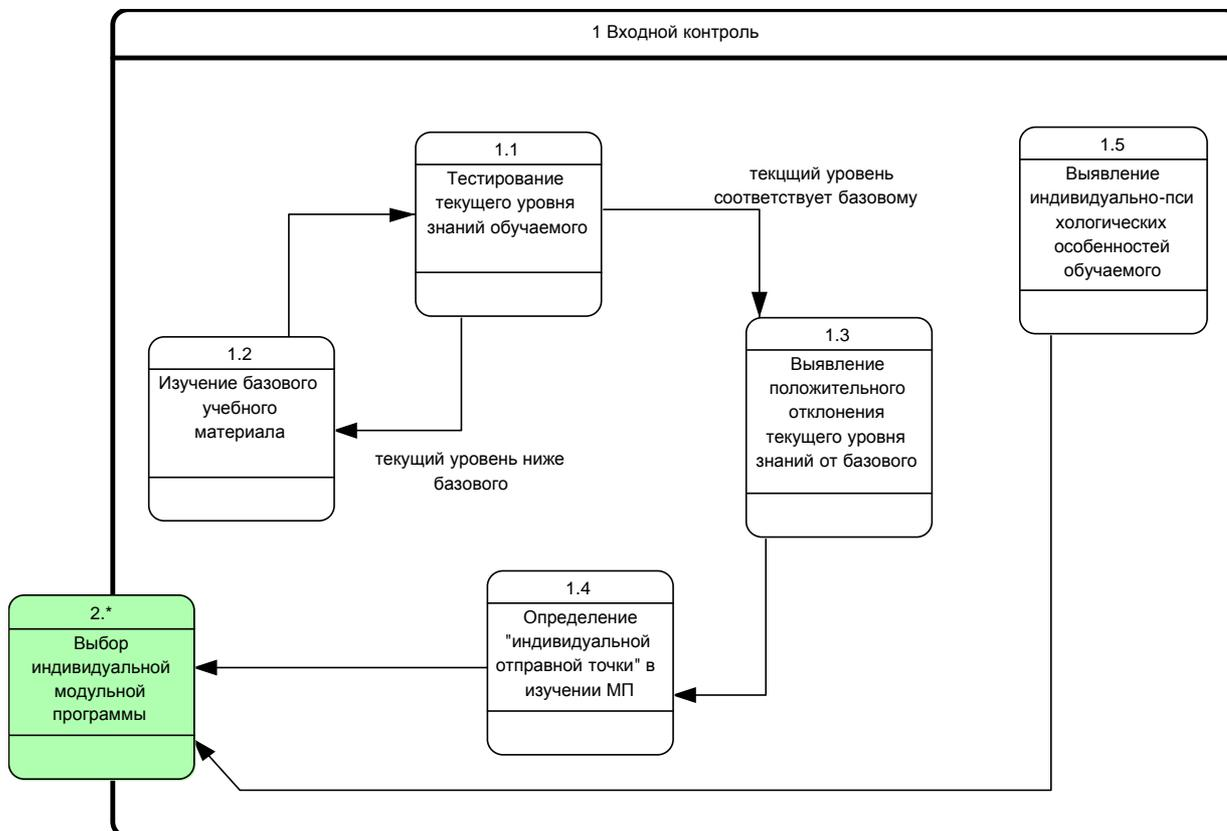 1 Входной контроль
1.1
Тестирование
текущего уровня
знаний обучаемого
текцщий уровень
соответствует базовому
1.5
Выявление
индивидуально-пси
хологических
особенностей
обучаемого
1.2
Изучение базового
учебного
материала
текущий уровень ниже
базового
1.3
Выявление
положительного
отклонения
текущего уровня
знаний от базового
1.4
Определение
"индивидуальной
отправной точки" в
изучении МП
2.*
Выбор
индивидуальной
модульной
программы